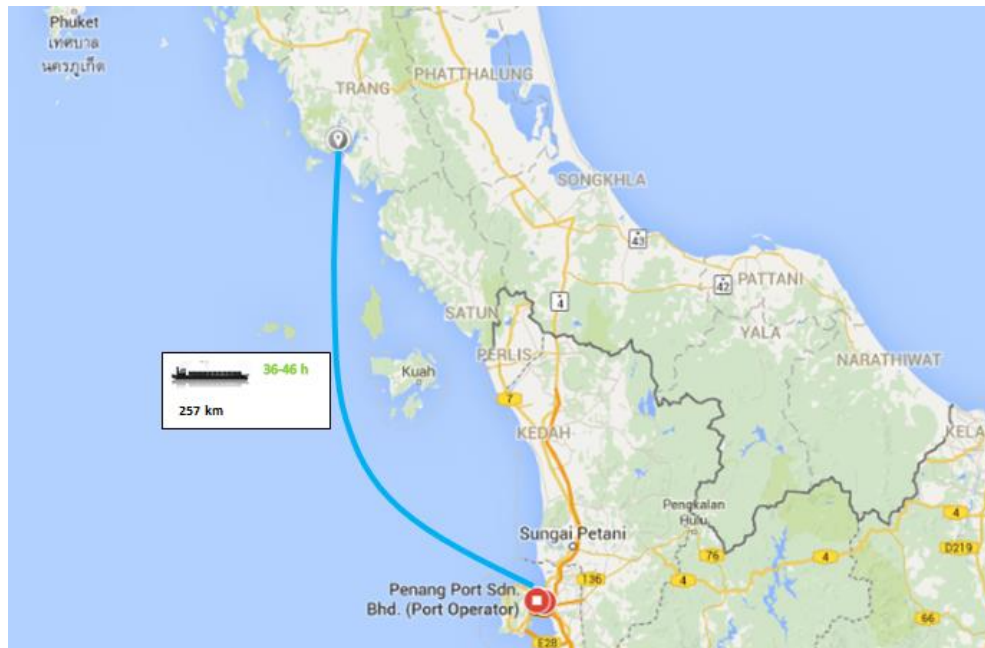 Phuket
เทศบาล
นครภูเก็ต
TRANG
PHATTHALUNG
SONGKHLA
43
42
PATTANI
4
YALA
NARATHIWAT
SATUN
PERLIS
Kuah
36-46 h
257 km
7
KEDAH
KELA
Pengkalan
Hulu
Sungai Petani
4
D219
76
4
136
4
Penang Port Sdn.
Bhd. (Port Operator)
66
E28